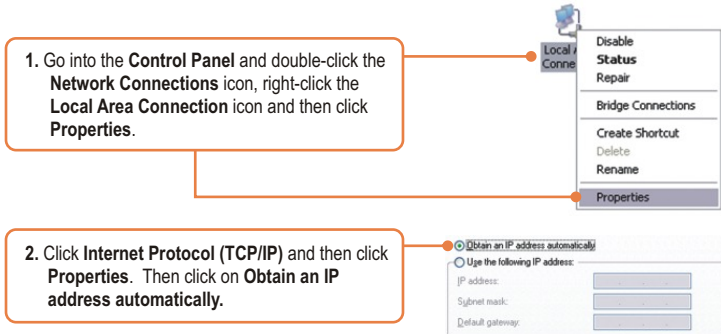 1. Go into the Control Panel and double-click the
Network Connections icon, right-click the
Local Area Connection icon and then click
Properties.
Local
Conne
Disable
Status
Repair
Bridge Connections
Create Shortcut
Delete
Rename
Properties
2. Click Internet Protocol (TCP/IP) and then click
Properties. Then click on Obtain an IP
address automatically.
Obtain an IP address automatically
Use the following IP address:
IP address:
Subnet mask:
Default gateway: